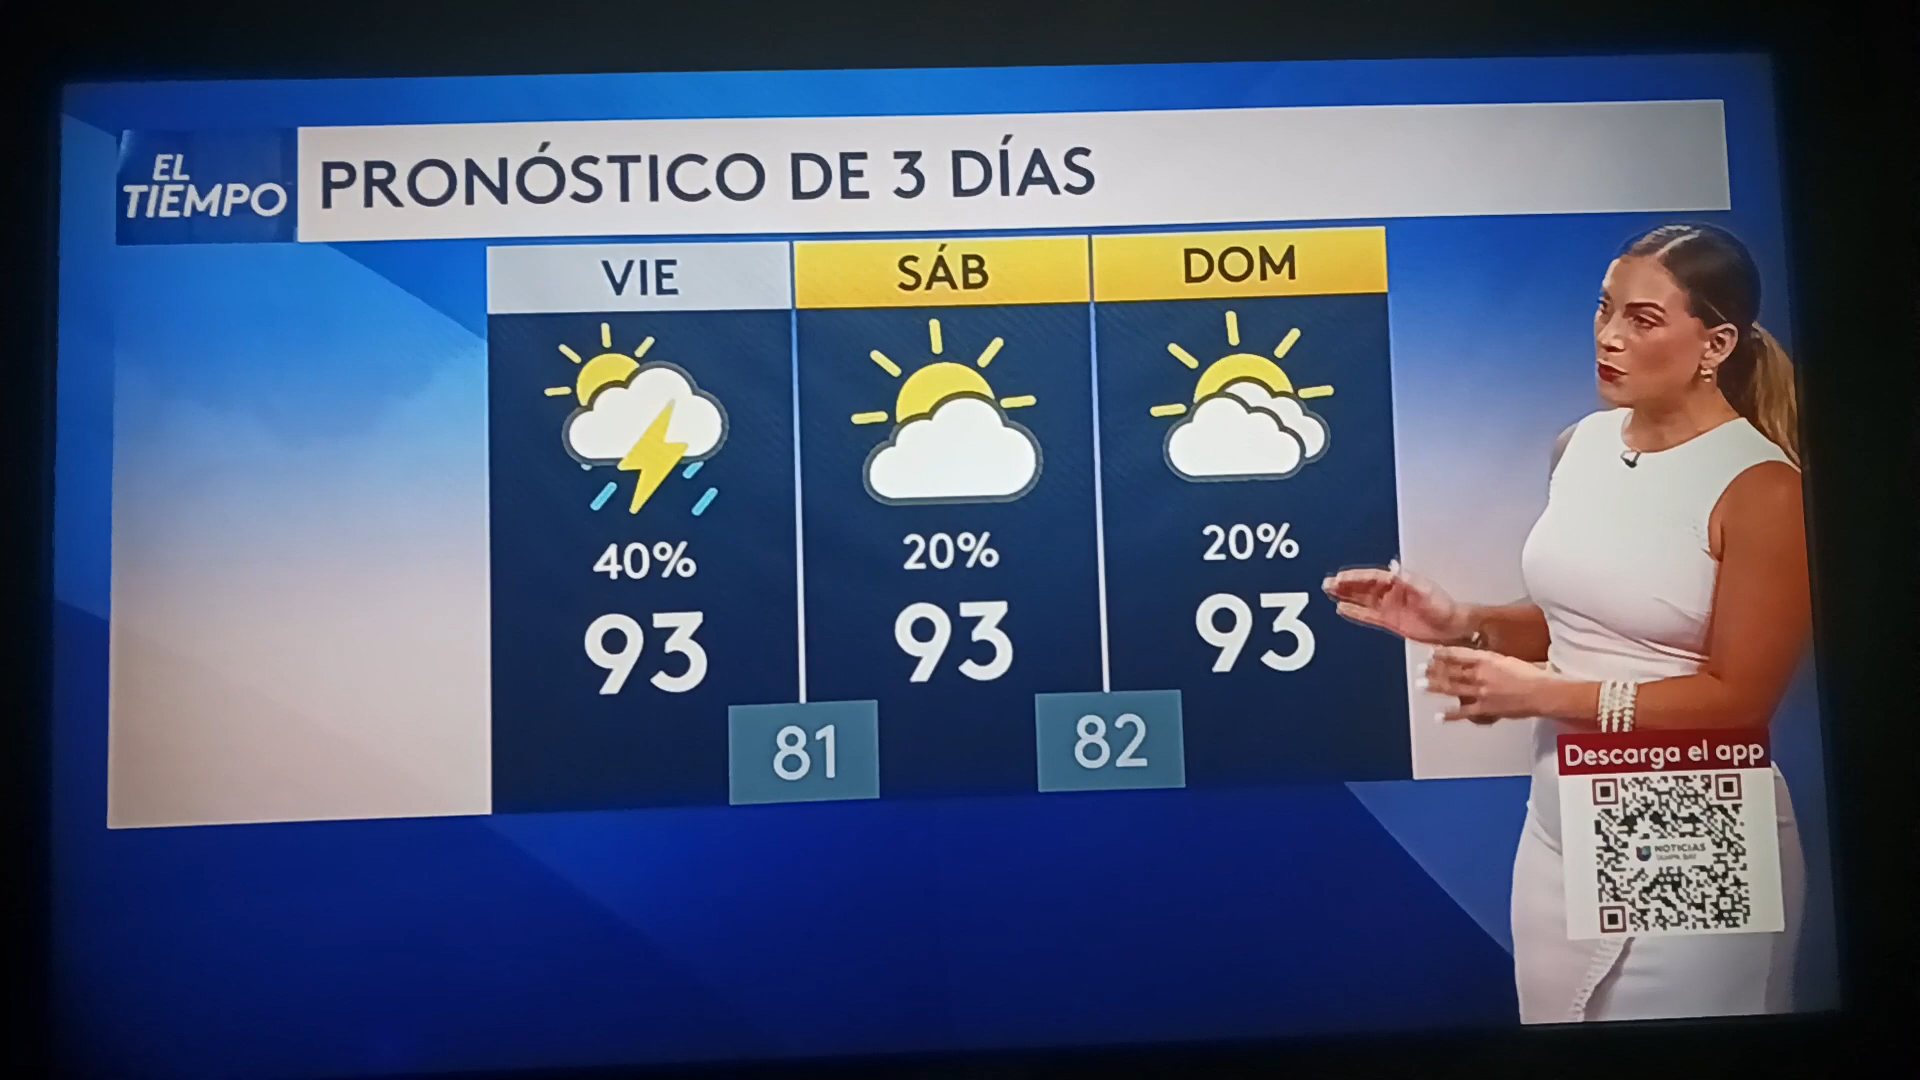 EL
TIEMPO
PRONÓSTICO DE 3 DÍAS
VIE
SÁB
DOM
40%
20%
20%
93
93
93
81
82
Descarga el app
NOTICIAS